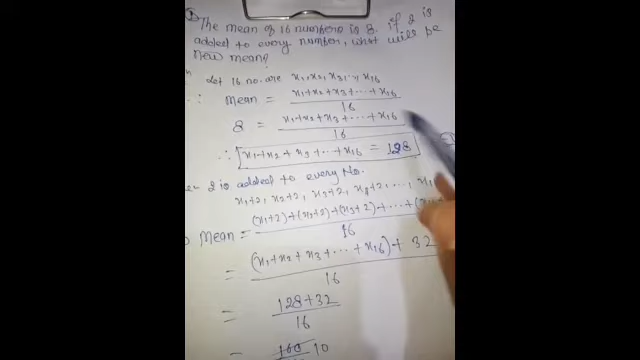 The mean of 16 numbers is 8. if 2 is
added to every number, what will be
new mean?
Let 16 no. are x1, x2, x3, ..., x16
∴ Mean = x1+x2+x3+...+x16 / 16
8 = x1+x2+x3+...+x16 / 16
∴ x1+x2+x3+...+x16 = 128
2 is added to every No.
x1+2, x2+2, x3+2, x4+2, ...,
Mean = (x1+2)+(x2+2)+(x3+2)+...+ / 16
= (x1+x2+x3+...+x16)+32 / 16
= 128+32 / 16
= 160 10